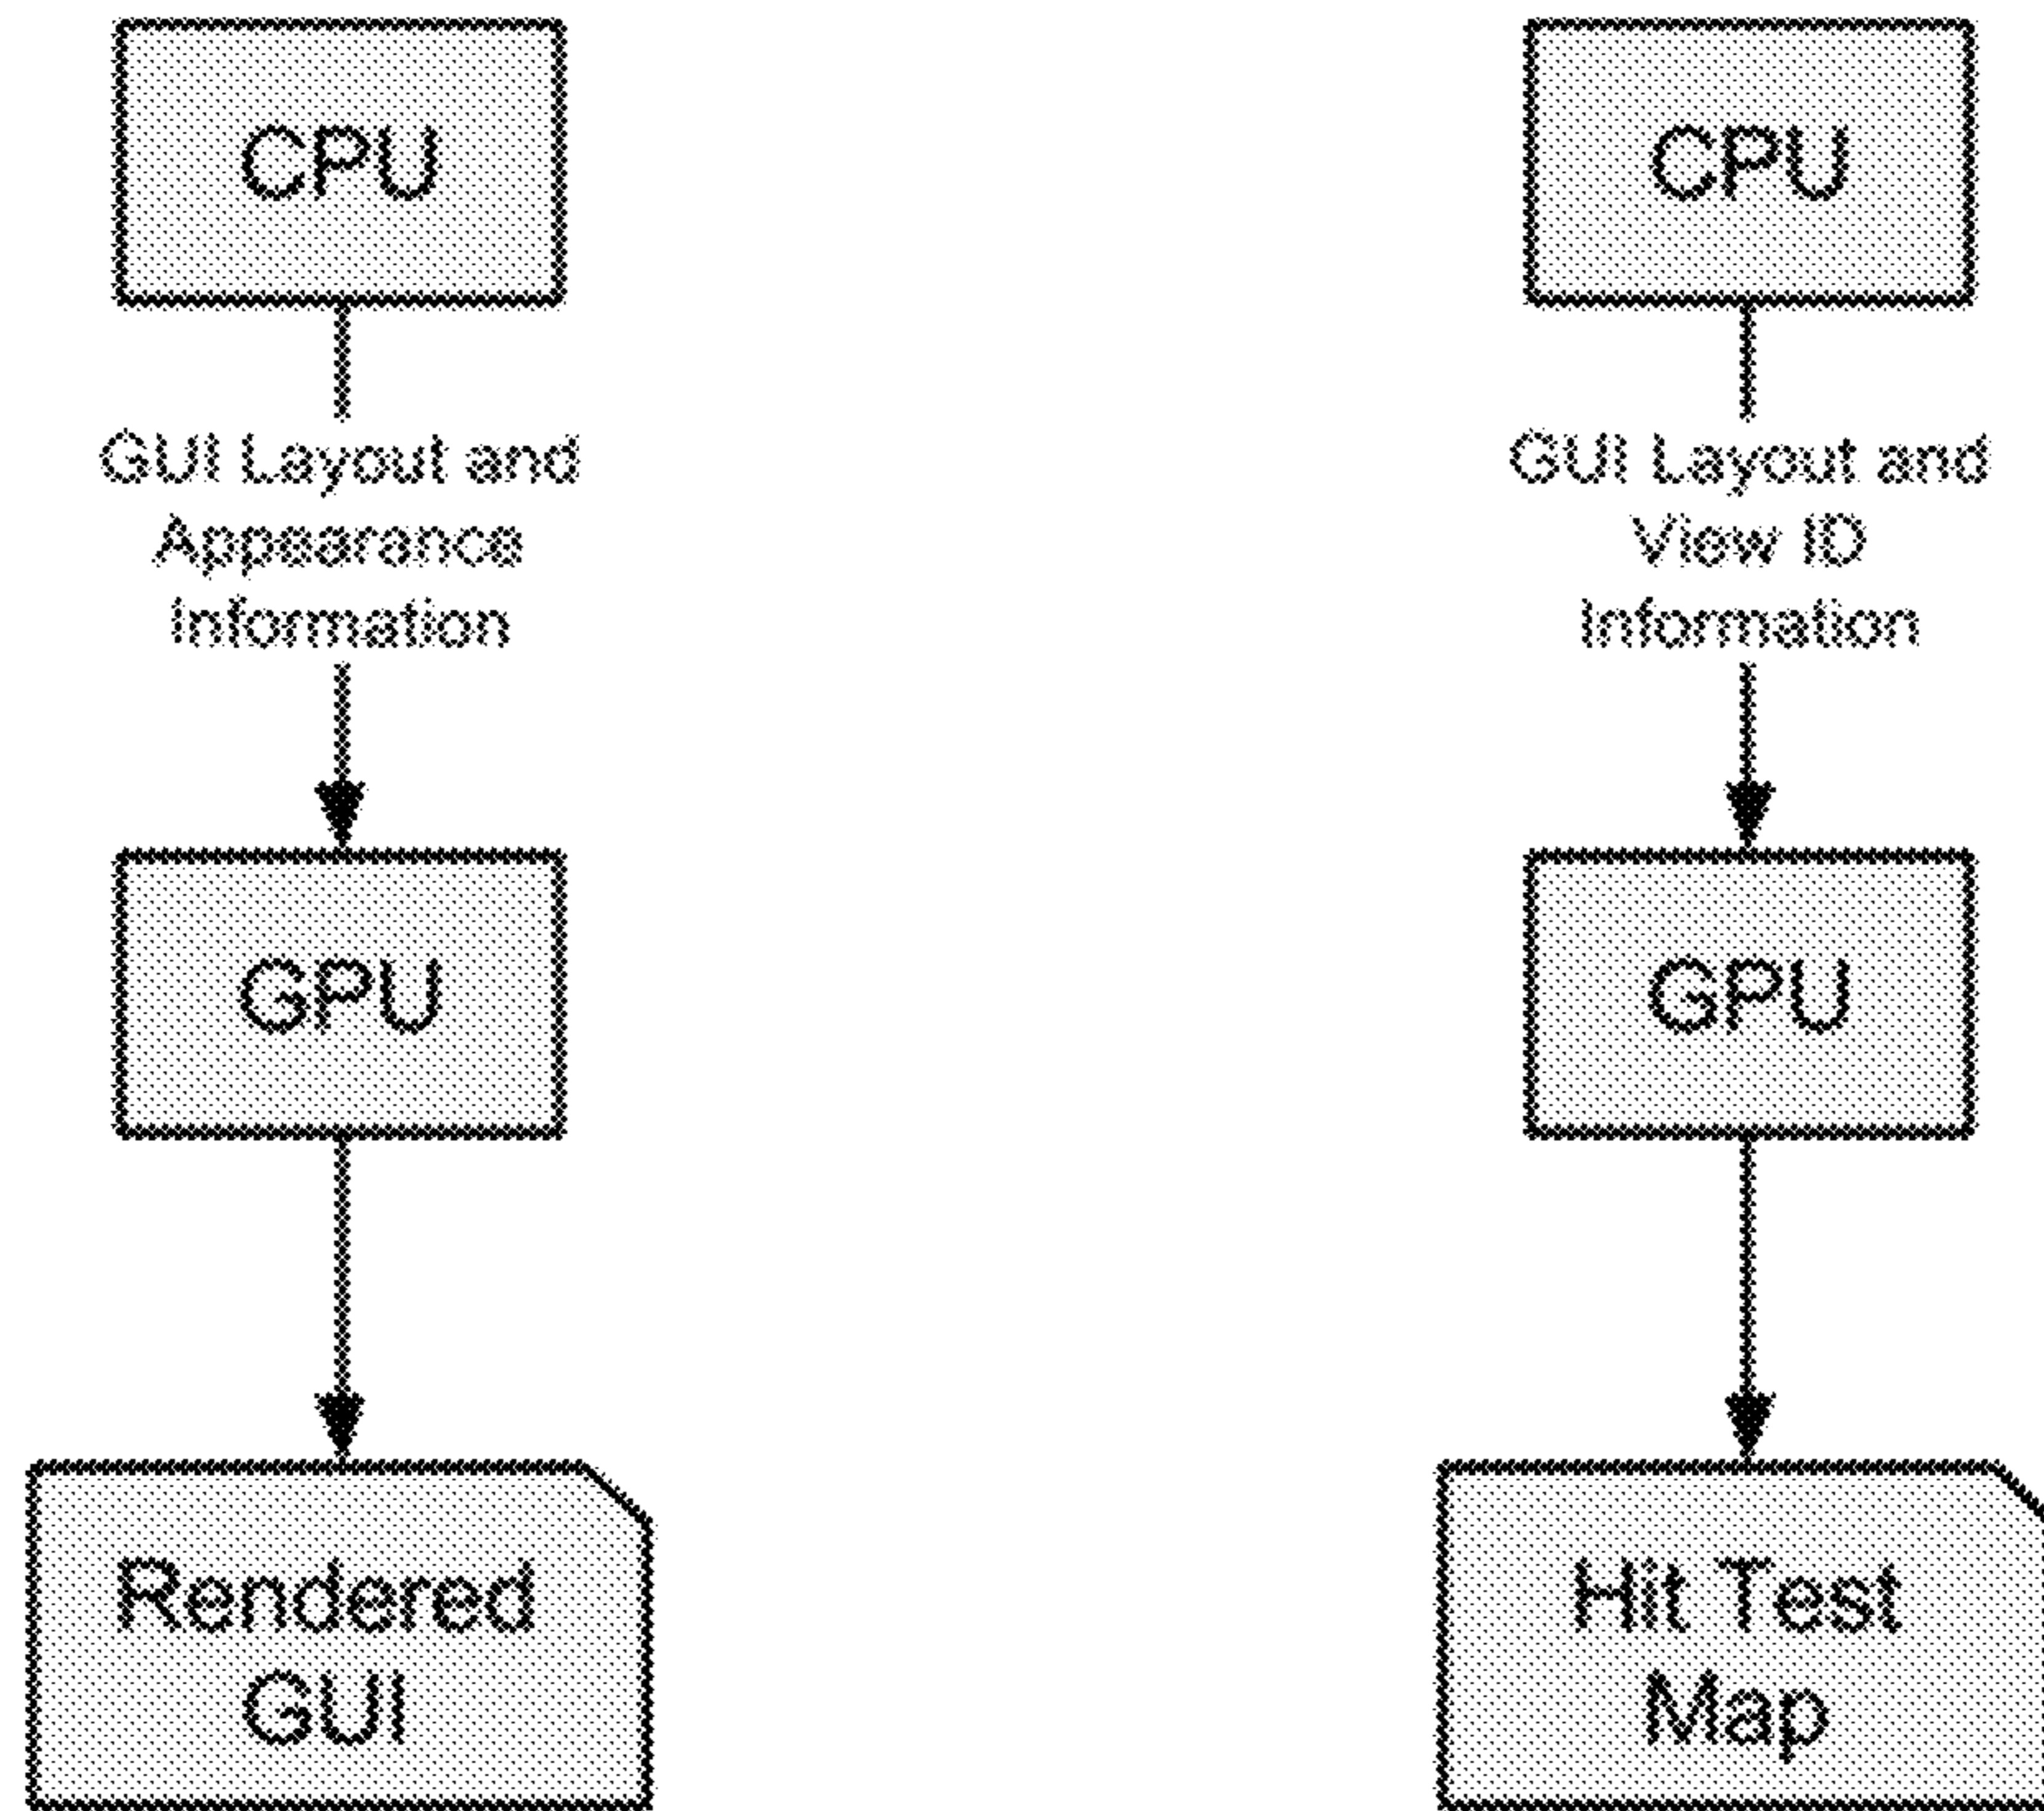 CPU
GUI Layout and
Appearance
Information
GPU
Rendered
GUI
CPU
GUI Layout and
View ID
Information
GPU
Hit Test
Map